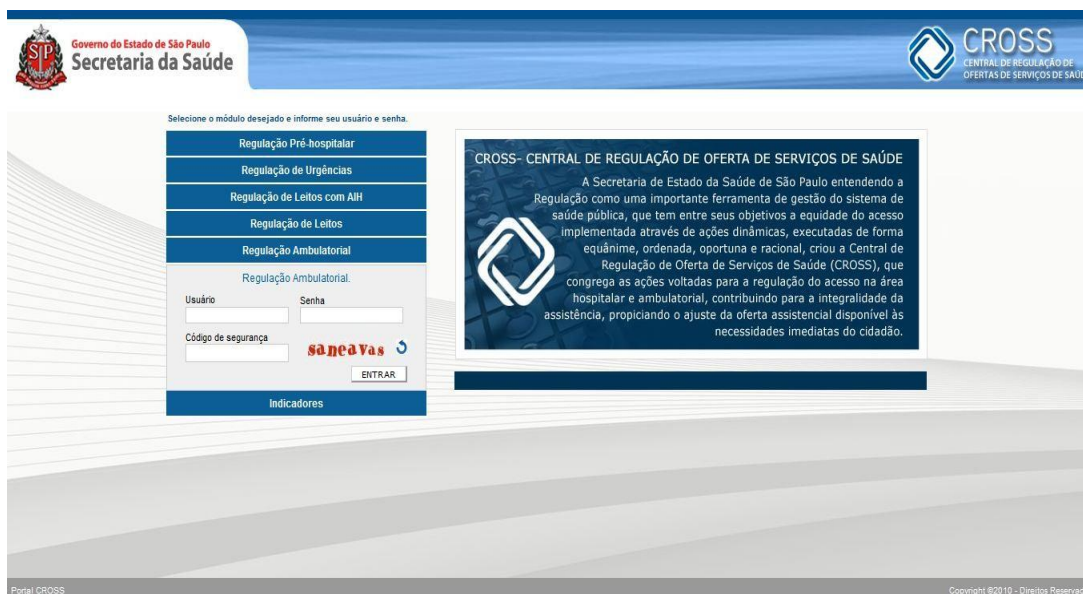 Governo do Estado de São Paulo
Secretaria da Saúde
SP
CROSS
CENTRAL DE REGULAÇÃO DE
OFERTAS DE SERVIÇOS DE SAÚ
Selecione o módulo desejado e informe seu usuário e senha.
Regulação Pré-hospitalar
Regulação de Urgências
Regulação de Leitos com AIH
Regulação de Leitos
Regulação Ambulatorial
Regulação Ambulatorial.
Usuário Senha
Código de segurança
saneavas
ENTRAR
Indicadores
CROSS- CENTRAL DE REGULAÇÃO DE OFERTA DE SERVIÇOS DE SAÚDE
A Secretaria de Estado da Saúde de São Paulo entendendo a
Regulação como uma importante ferramenta de gestão do sistema de
saúde pública, que tem entre seus objetivos a equidade do acesso
implementada através de ações dinâmicas, executadas de forma
equânime, ordenada, oportuna e racional, criou a Central de
Regulação de Oferta de Serviços de Saúde (CROSS), que
congrega as ações voltadas para a regulação do acesso na área
hospitalar e ambulatorial, contribuindo para a integralidade da
assistência, propiciando o ajuste da oferta assistencial disponível às
necessidades imediatas do cidadão.
Portal CROSS
Copyright ©2010 - Direitos Reservad